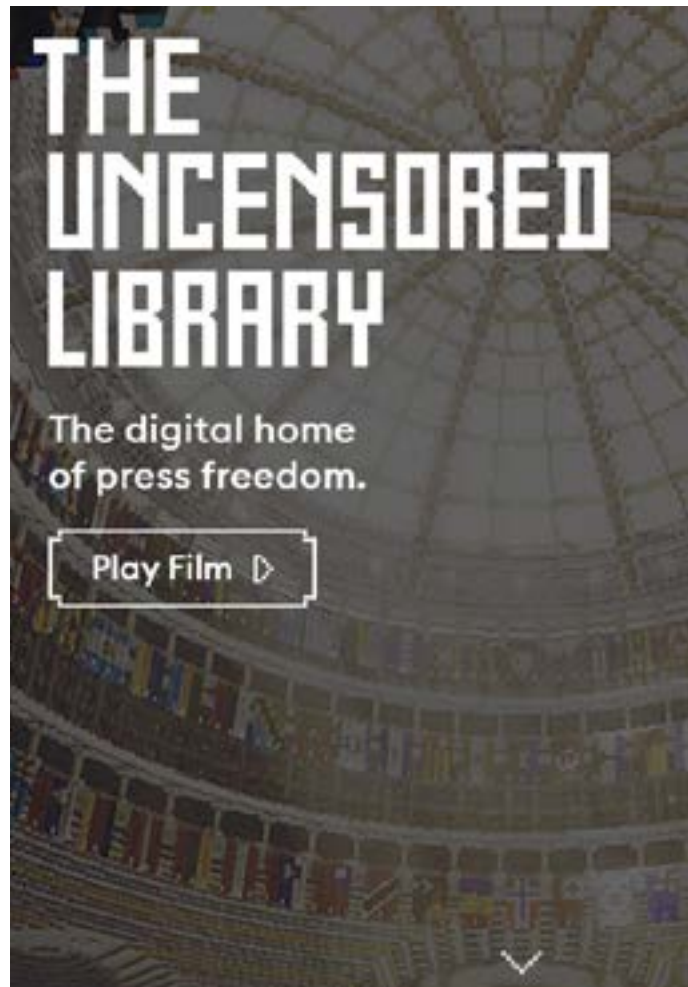 THE
UNCENSORED
LIBRARY
The digital home
of press freedom.
Play Film